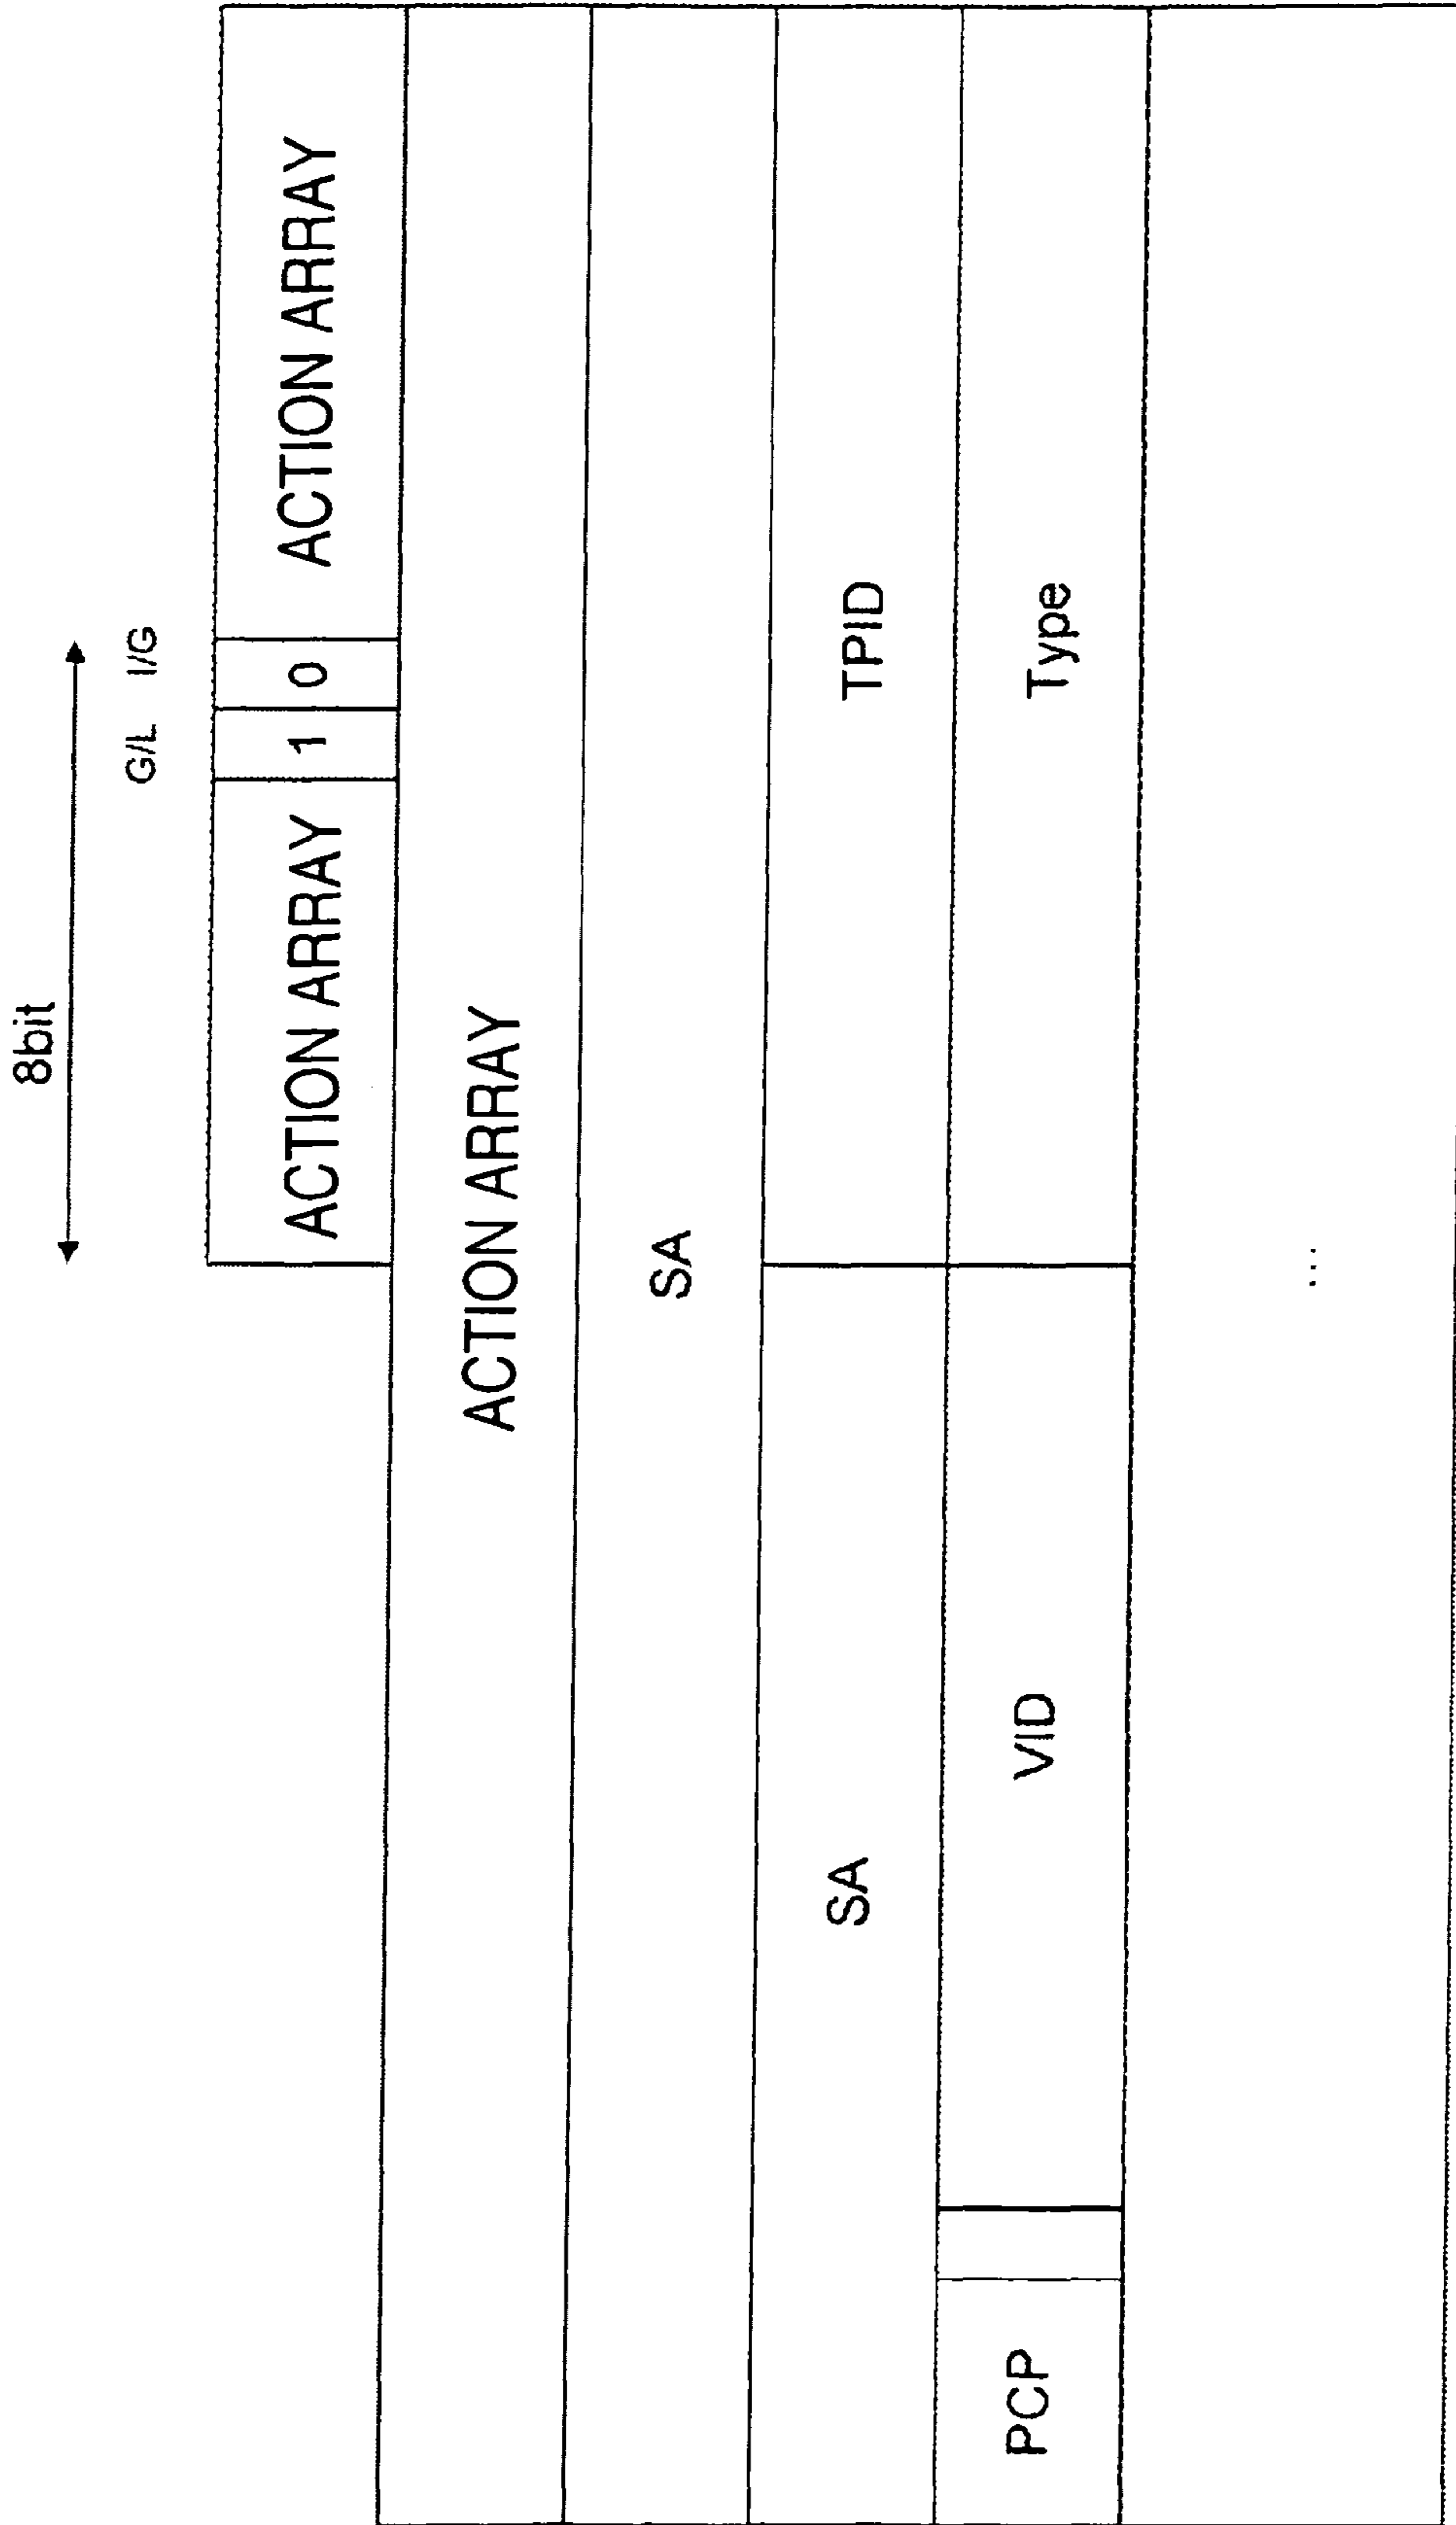 8bit
G/L I/G
ACTION ARRAY 1 0 ACTION ARRAY
ACTION ARRAY
SA
SA TPID
PCP VID Type
...